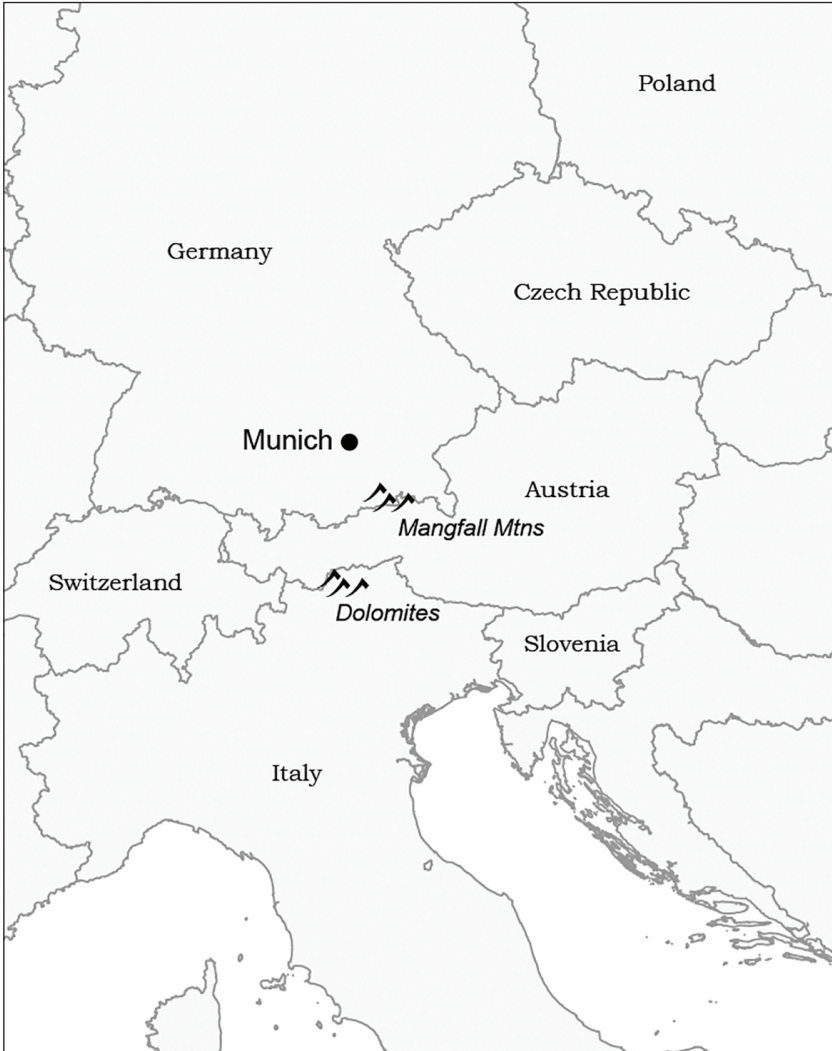 Poland
Germany
Czech Republic
Munich
Austria
Mangfall Mtns
Switzerland
Dolomites
Slovenia
Italy